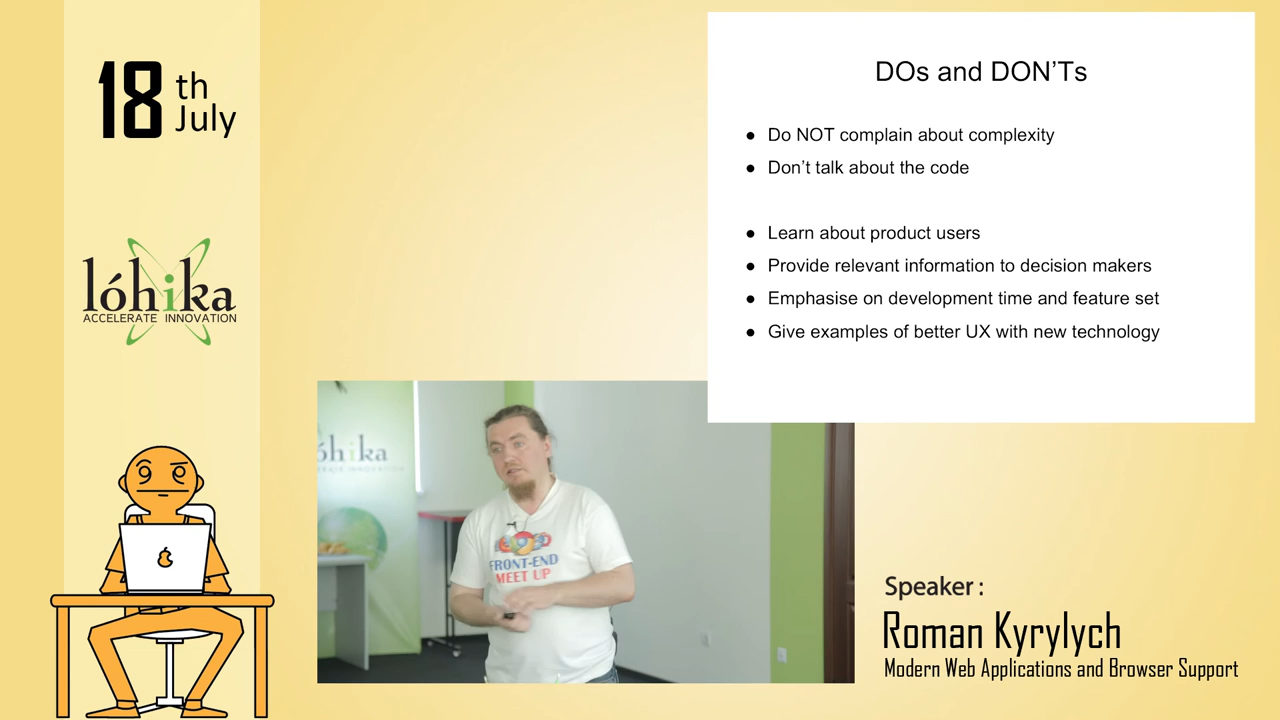 18 th
July
lóhika
ACCELERATE INNOVATION
DOs and DON'Ts
● Do NOT complain about complexity
● Don't talk about the code
● Learn about product users
● Provide relevant information to decision makers
● Emphasise on development time and feature set
● Give examples of better UX with new technology
óhika
FRONT-END
MEET UP
Speaker :
Roman Kyrylych
Modern Web Applications and Browser Support